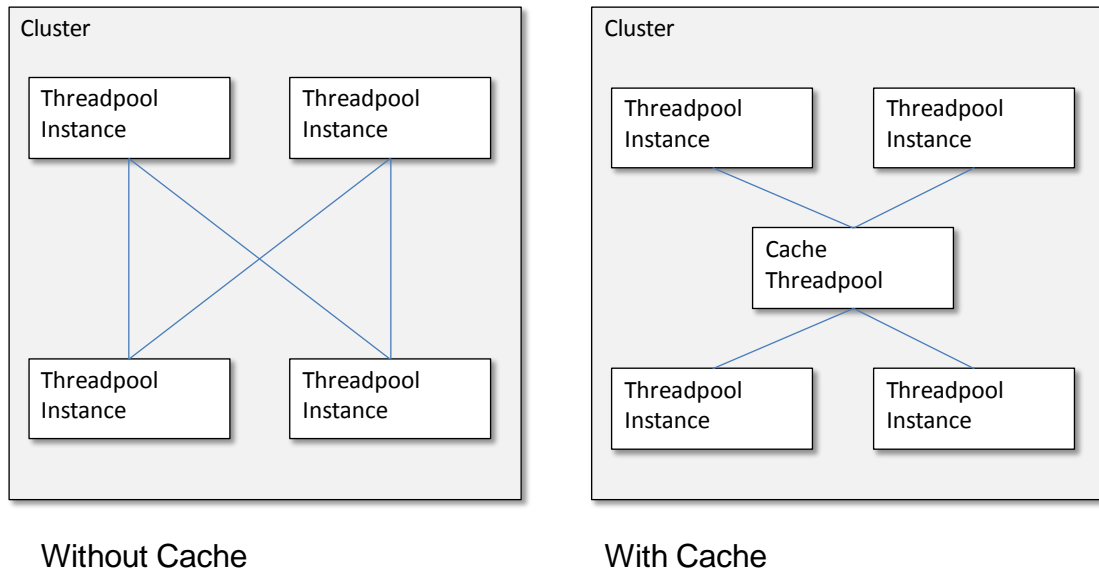 Cluster
Threadpool
Instance
Threadpool
Instance
Threadpool
Instance
Threadpool
Instance
Without Cache
Cluster
Threadpool
Instance
Threadpool
Instance
Cache
Threadpool
Threadpool
Instance
Threadpool
Instance
With Cache